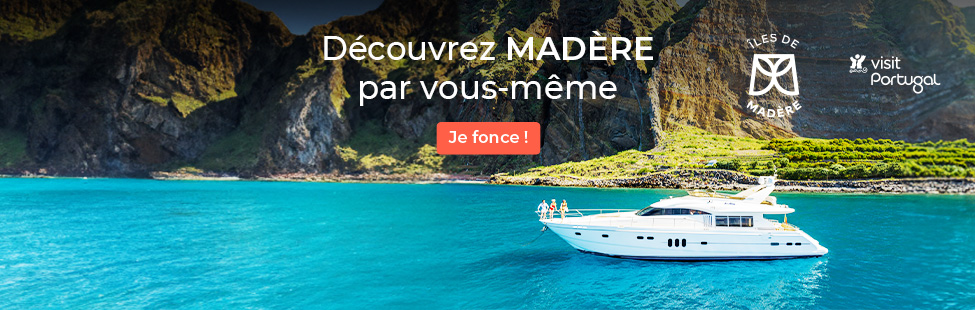 Découvrez MADÈRE
par vous-même
Je fonce !
ÎLES DE
MADÈRE
visit
Portugal